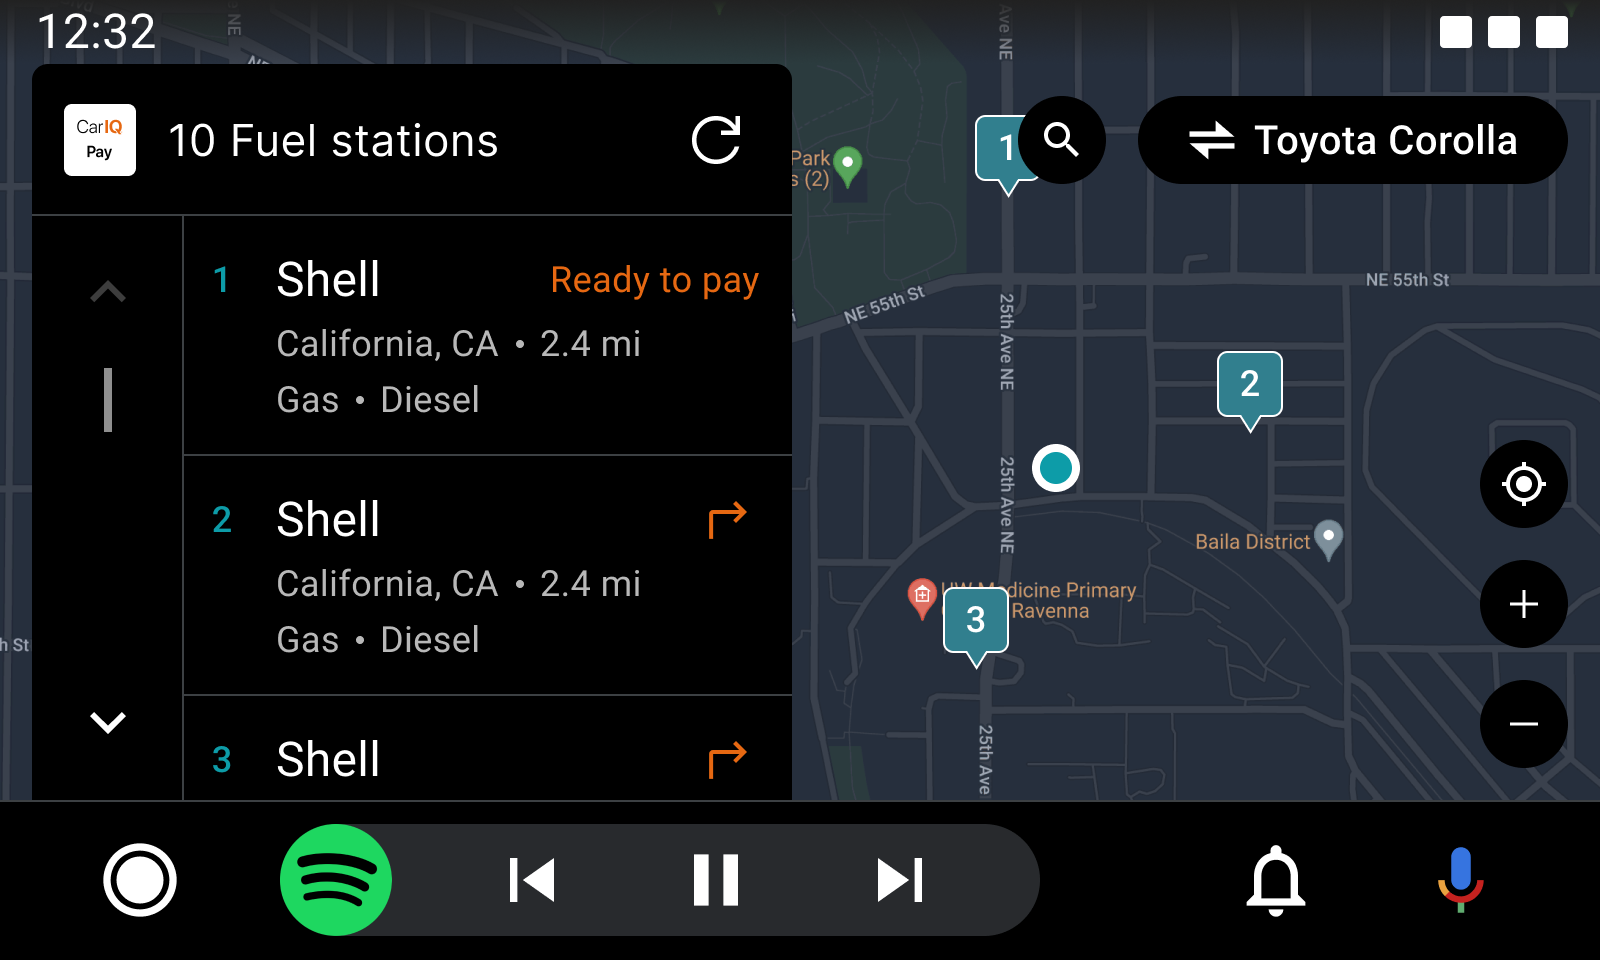 12:32
CarIQ
Pay
10 Fuel stations
1
Shell
Ready to pay
California, CA • 2.4 mi
Gas • Diesel
2
Shell
California, CA • 2.4 mi
Gas • Diesel
3
Shell
Toyota Corolla
Ave NE
NE
NE
1
Park
s (2)
NE 55th St
NE 55th St
25th Ave NE
2
25th Ave NE
Baila District
dicine Primary
Ravenna
3
h St
25th Ave